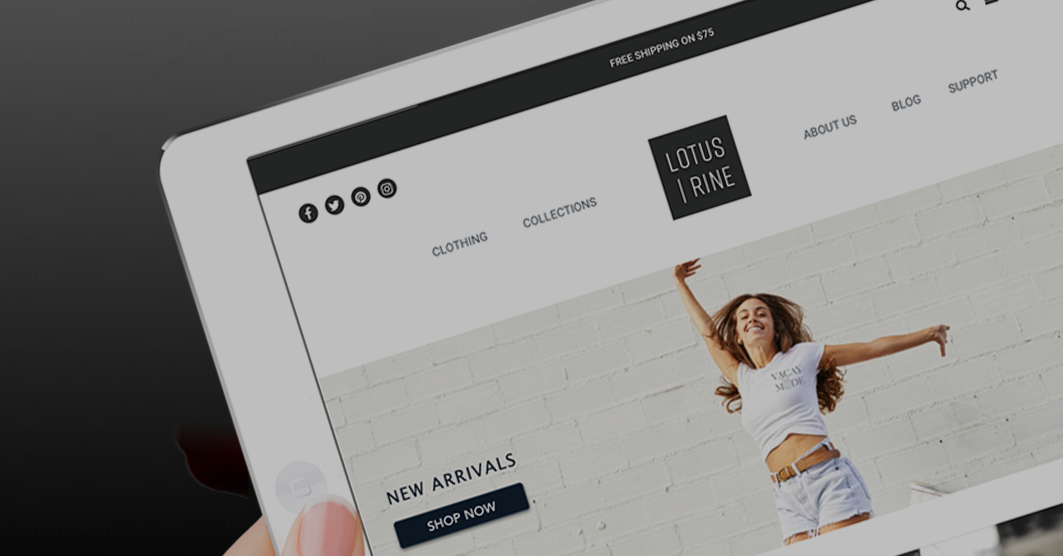 FREE SHIPPING ON $75
CLOTHING
COLLECTIONS
LOTUS
| RINE
ABOUT US
BLOG
SUPPORT
VACAY
MODE
NEW ARRIVALS
SHOP NOW